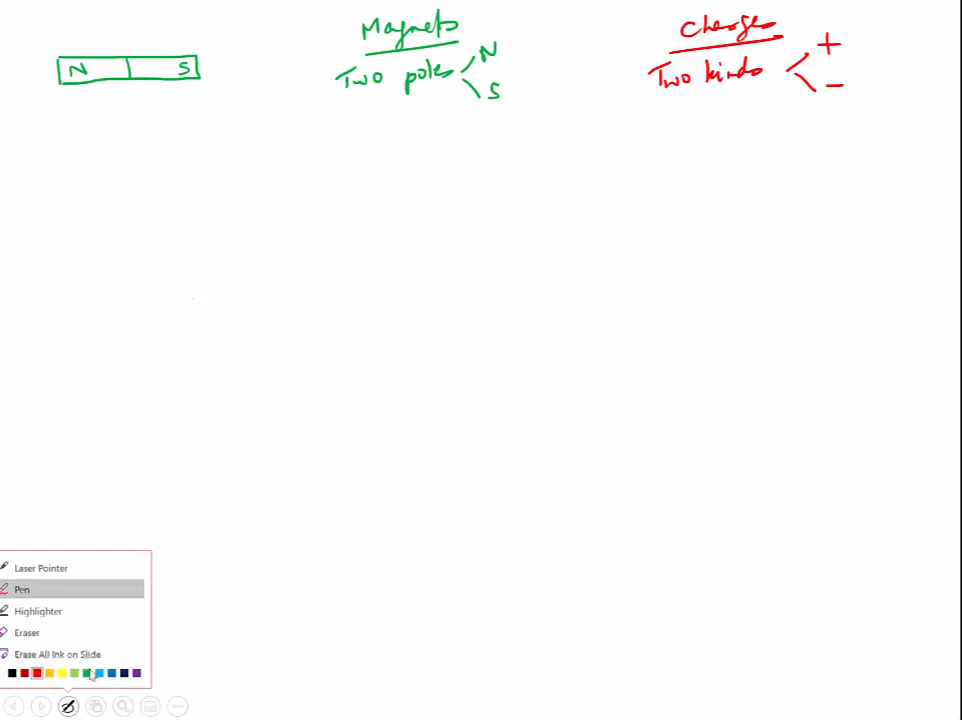 Magnets
Charges
N S
Two poles N
S
Two kinds +
−
Laser Pointer
Pen
Highlighter
Eraser
Erase All Ink on Slide